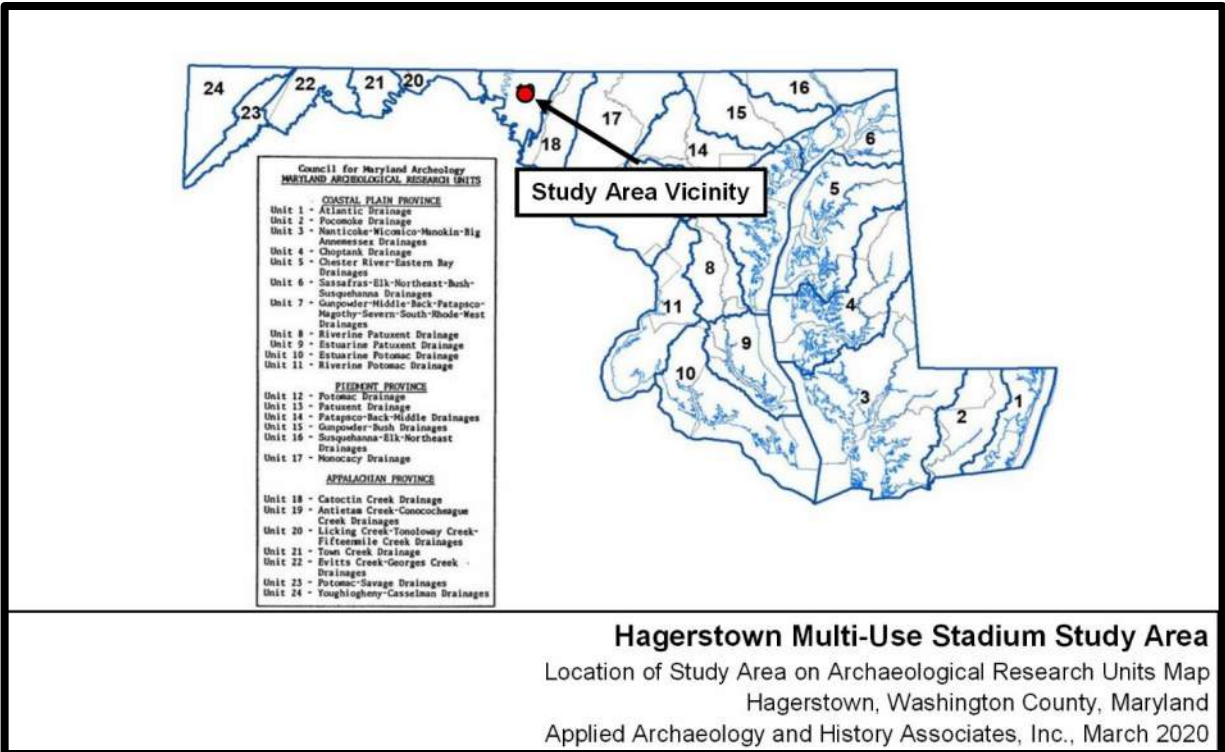 24
23
22
21
20
18
17
14
15
16
6
5
4
8
11
9
10
3
2
1
Study Area Vicinity
Council for Maryland Archeology
MARYLAND ARCHEOLOGICAL RESEARCH UNITS
COASTAL PLAIN PROVINCE
Unit 1 - Atlantic Drainage
Unit 2 - Pocomoke Drainage
Unit 3 - Nanticoke-Wicomico-Manokin-Big
Annemessex Drainages
Unit 4 - Choptank Drainage
Unit 5 - Chester River-Eastern Bay
Drainages
Unit 6 - Sassafras-Elk-Northeast-Bush-
Susquehanna Drainages
Unit 7 - Gunpowder-Middle-Back-Patapsco-
Magothy-Severn-South-Rhode-West
Drainages
Unit 8 - Riverine Patuxent Drainage
Unit 9 - Estuarine Patuxent Drainage
Unit 10 - Estuarine Potomac Drainage
Unit 11 - Riverine Potomac Drainage
PIEDMONT PROVINCE
Unit 12 - Potomac Drainage
Unit 13 - Patuxent Drainage
Unit 14 - Patapsco-Back-Middle Drainages
Unit 15 - Gunpowder-Bush Drainages
Unit 16 - Susquehanna-Elk-Northeast
Drainages
Unit 17 - Monocacy Drainage
APPALACHIAN PROVINCE
Unit 18 - Catoctin Creek Drainage
Unit 19 - Antietam Creek-Conococheague
Creek Drainages
Unit 20 - Licking Creek-Tonoloway Creek-
Fifteenmile Creek Drainages
Unit 21 - Town Creek Drainage
Unit 22 - Evitts Creek-Georges Creek
Drainages
Unit 23 - Potomac-Savage Drainages
Unit 24 - Youghiogheny-Casselman Drainages
Hagerstown Multi-Use Stadium Study Area
Location of Study Area on Archaeological Research Units Map
Hagerstown, Washington County, Maryland
Applied Archaeology and History Associates, Inc., March 2020